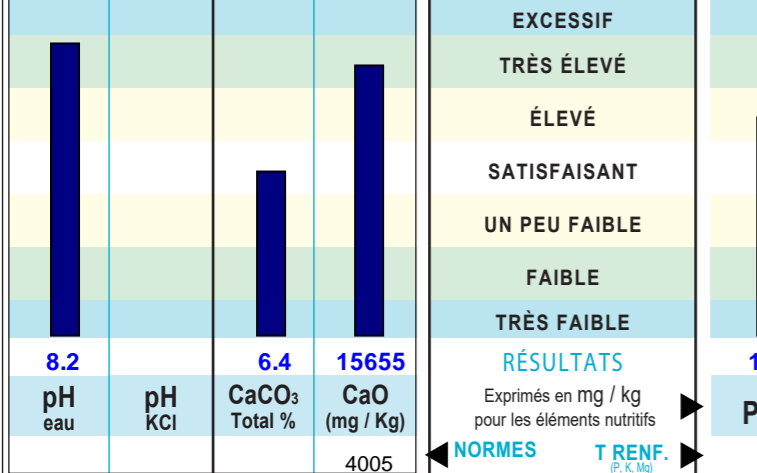 EXCESSIF
TRÈS ÉLEVÉ
ÉLEVÉ
SATISFAISANT
UN PEU FAIBLE
FAIBLE
TRÈS FAIBLE
8.2 6.4 15655 RÉSULTATS 1
pH eau
pH KCl
CaCO₃ Total %
CaO (mg / Kg)
Exprimés en mg / kg
pour les éléments nutritifs
P
4005
NORMES T RENF.
(P, K, Mg)